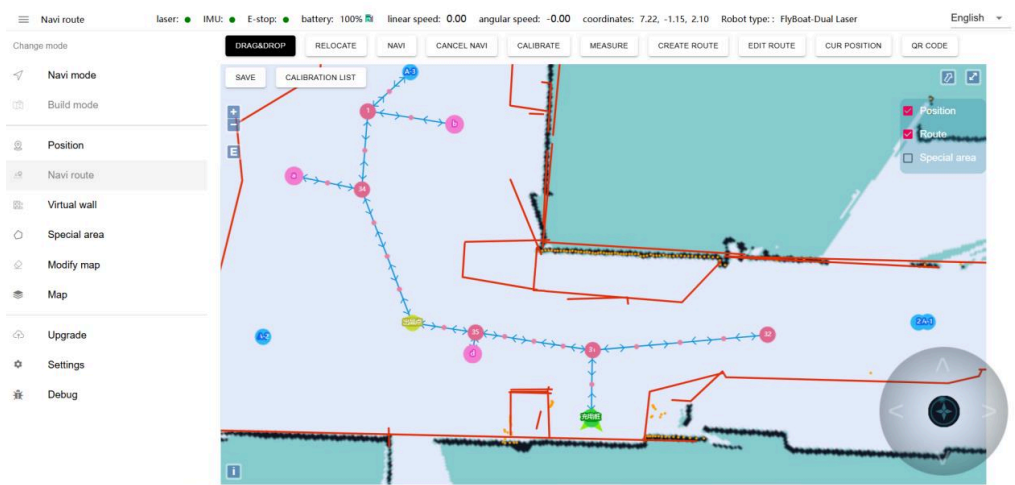 Navi route laser: IMU: E-stop: battery: 100% linear speed: 0.00 angular speed: -0.00 coordinates: 7.22, -1.15, 2.10 Robot type: : FlyBoat-Dual Laser English
Change mode
Navi mode
Build mode
Position
Navi route
Virtual wall
Special area
Modify map
Map
Upgrade
Settings
Debug
DRAG&DROP RELOCATE NAVI CANCEL NAVI CALIBRATE MEASURE CREATE ROUTE EDIT ROUTE CUR POSITION QR CODE
SAVE CALIBRATION LIST
Position
Route
Special area
+
−
E
A-1
1
b
34
35
d
31
32
i